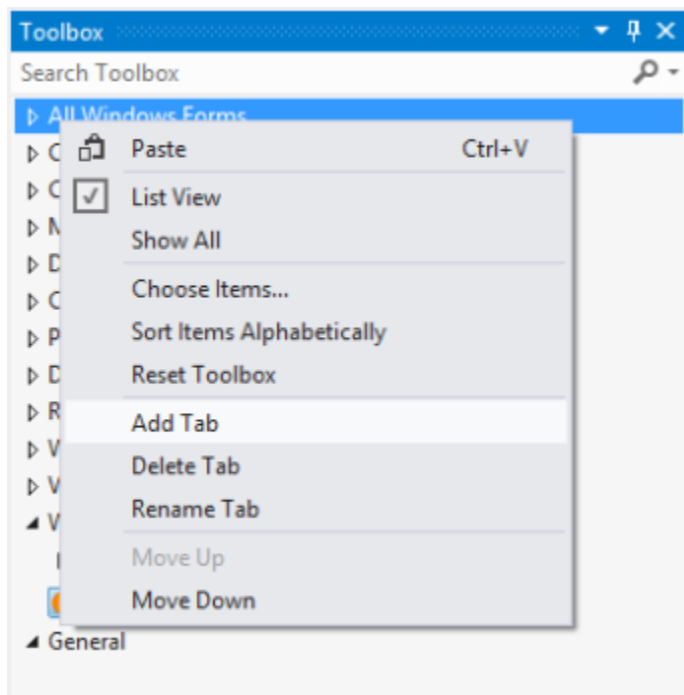 Toolbox
Search Toolbox
All Windows Forms
Paste Ctrl+V
List View
Show All
Choose Items...
Sort Items Alphabetically
Reset Toolbox
Add Tab
Delete Tab
Rename Tab
Move Up
Move Down
General